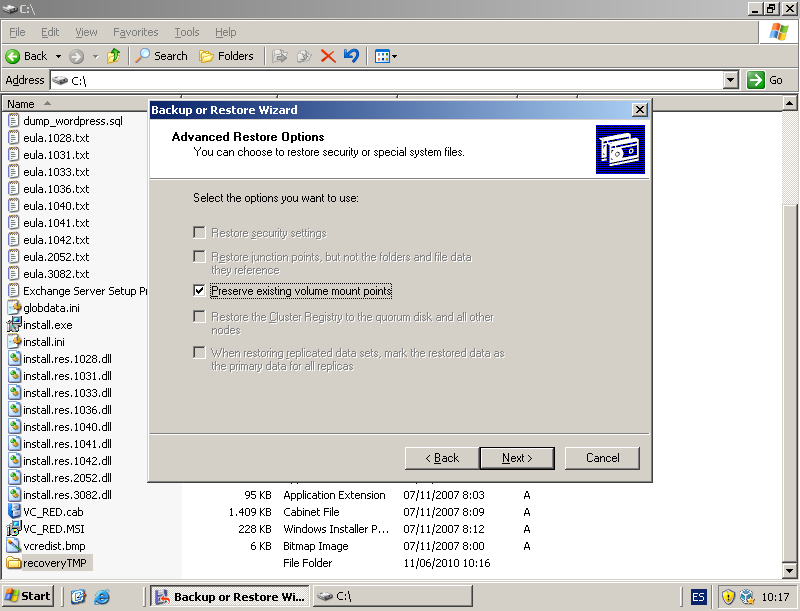 C:\
File Edit View Favorites Tools Help
Back Search Folders
Address C:\ Go
Name
dump_wordpress.sql
eula.1028.txt
eula.1031.txt
eula.1033.txt
eula.1036.txt
eula.1040.txt
eula.1041.txt
eula.1042.txt
eula.2052.txt
eula.3082.txt
Exchange Server Setup Pr
globdata.ini
install.exe
install.ini
install.res.1028.dll
install.res.1031.dll
install.res.1033.dll
install.res.1036.dll
install.res.1040.dll
install.res.1041.dll
install.res.1042.dll
install.res.2052.dll
install.res.3082.dll 95 KB Application Extension 07/11/2007 8:03 A
VC_RED.cab 1.409 KB Cabinet File 07/11/2007 8:09 A
VC_RED.MSI 228 KB Windows Installer P... 07/11/2007 8:12 A
vcredist.bmp 6 KB Bitmap Image 07/11/2007 8:00 A
recoveryTMP File Folder 11/06/2010 10:16
Backup or Restore Wizard
Advanced Restore Options
You can choose to restore security or special system files.
Select the options you want to use:
Restore security settings
Restore junction points, but not the folders and file data
they reference
Preserve existing volume mount points
Restore the Cluster Registry to the quorum disk and all other
nodes
When restoring replicated data sets, mark the restored data as
the primary data for all replicas
< Back Next > Cancel
Start Backup or Restore Wi... C:\ ES 10:17